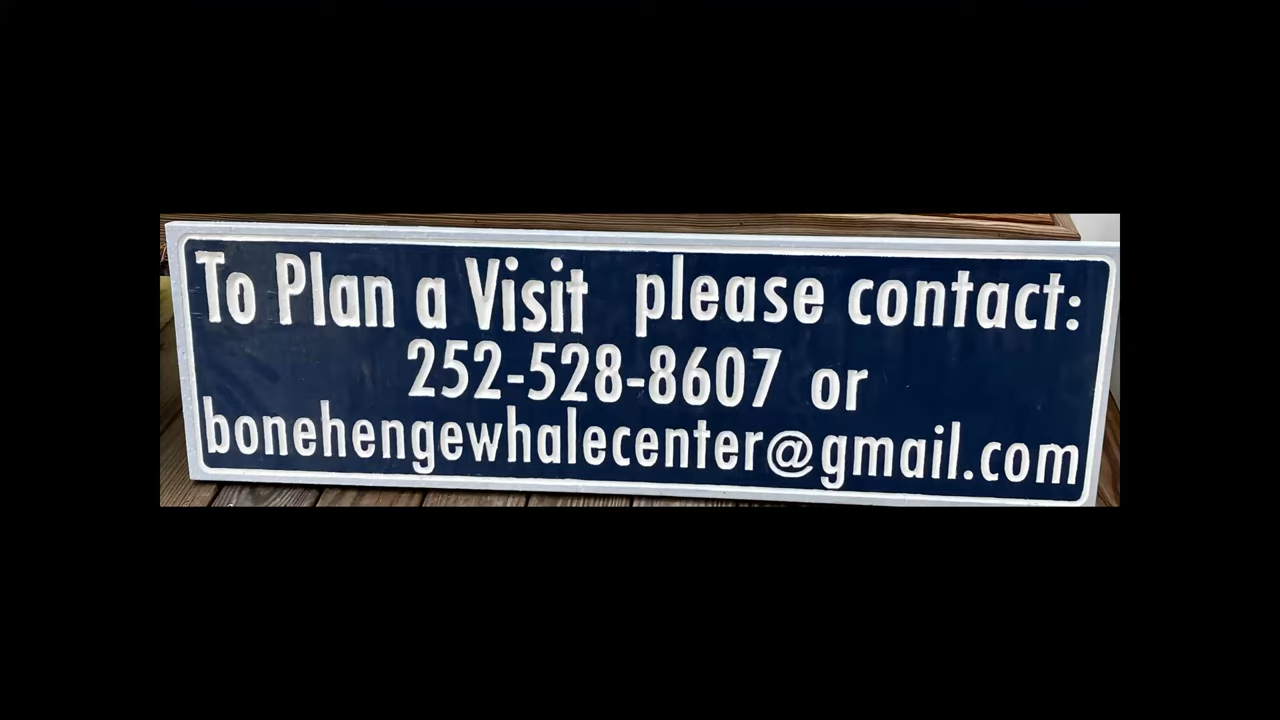 To Plan a Visit please contact:
252-528-8607 or
bonehengewhalecenter@gmail.com